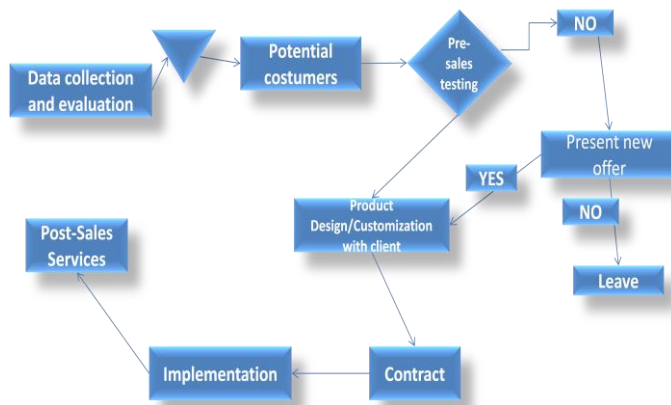 Data collection
and evaluation
Potential
costumers
Pre-
sales
testing
NO
Present new
offer
YES
NO
Leave
Product
Design/Customization
with client
Post-Sales
Services
Implementation
Contract